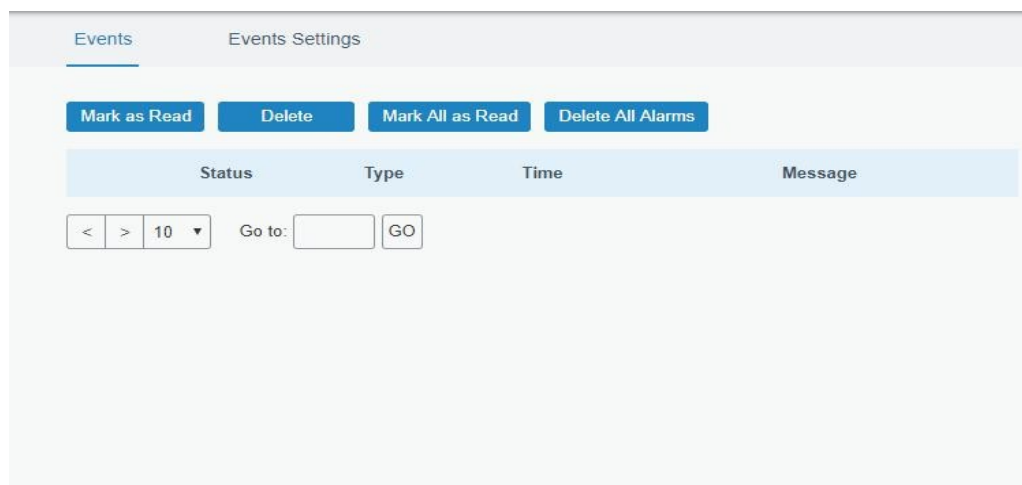 Events Events Settings
Mark as Read Delete Mark All as Read Delete All Alarms
Status Type Time Message
< > 10 ▼ Go to: GO